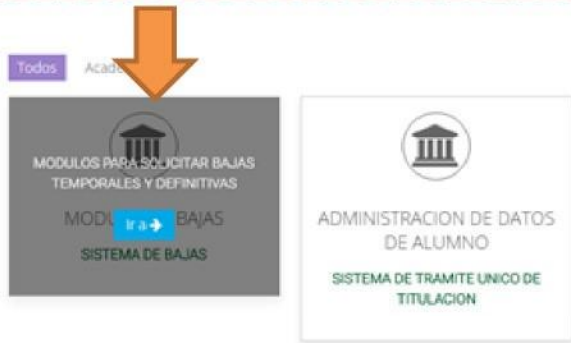 Todos
MODULOS PARA SOLICITAR BAJAS
TEMPORALES Y DEFINITIVAS
Ir a
BAJAS
SISTEMA DE BAJAS
ADMINISTRACION DE DATOS
DE ALUMNO
SISTEMA DE TRAMITE UNICO DE
TITULACION